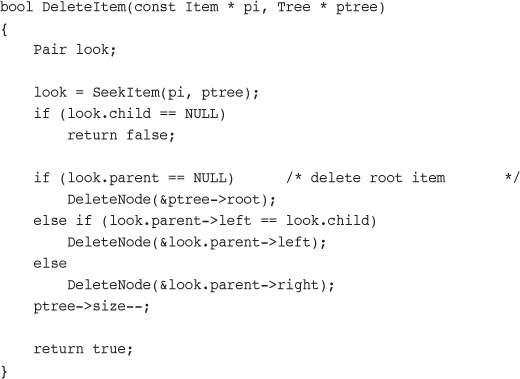 bool DeleteItem(const Item * pi, Tree * ptree)
{
    Pair look;

    look = SeekItem(pi, ptree);
    if (look.child == NULL)
        return false;

    if (look.parent == NULL)      /* delete root item       */
        DeleteNode(&ptree->root);
    else if (look.parent->left == look.child)
        DeleteNode(&look.parent->left);
    else
        DeleteNode(&look.parent->right);
    ptree->size--;

    return true;
}